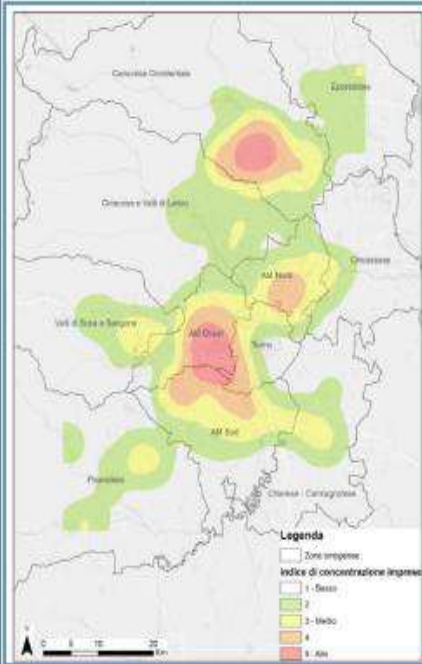 Canavese Occidentale
Eporediese
Ciriacese e Valli di Lanzo
AM Nord
Chivassese
Valli di Susa e Sangone
AM Ovest
Torino
AM Sud
Pinerolese
Chierese - Carmagnolese
Legenda
Zone omogenee
Indice di concentrazione imprese
1 - Basso
2
3 - Medio
4
5 - Alto
0 5 10 20
Km